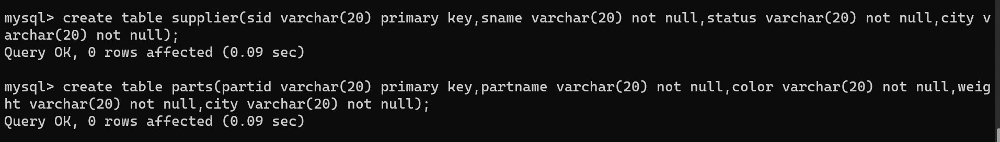 mysql> create table supplier(sid varchar(20) primary key,sname varchar(20) not null,status varchar(20) not null,city v
archar(20) not null);
Query OK, 0 rows affected (0.09 sec)
mysql> create table parts(partid varchar(20) primary key,partname varchar(20) not null,color varchar(20) not null,weig
ht varchar(20) not null,city varchar(20) not null);
Query OK, 0 rows affected (0.09 sec)